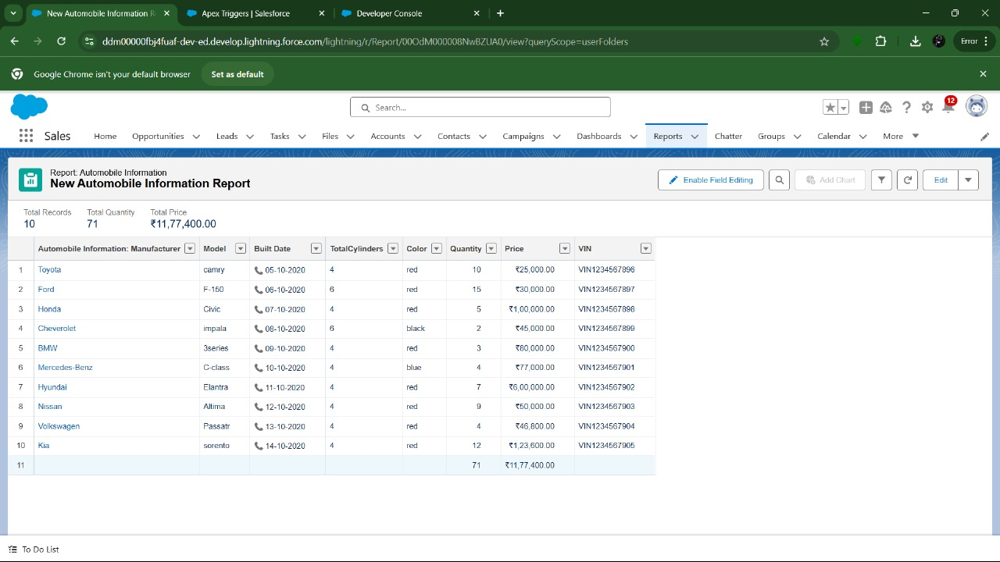 New Automobile Information R
Apex Triggers | Salesforce
Developer Console
ddm00000fbj4fuaf-dev-ed.develop.lightning.force.com/lightning/r/Report/00OdM000008NwBZUA0/view?queryScope=userFolders
Error
Google Chrome isn't your default browser
Set as default
Search...
12
Sales Home Opportunities Leads Tasks Files Accounts Contacts Campaigns Dashboards Reports Chatter Groups Calendar More
Report: Automobile Information
New Automobile Information Report
Enable Field Editing
Add Chart
Edit
Total Records Total Quantity Total Price
10 71 ₹11,77,400.00
Automobile Information: Manufacturer Model Built Date TotalCylinders Color Quantity Price VIN
1 Toyota camry 05-10-2020 4 red 10 ₹25,000.00 VIN1234567896
2 Ford F-150 06-10-2020 6 red 15 ₹30,000.00 VIN1234567897
3 Honda Civic 07-10-2020 4 red 5 ₹1,00,000.00 VIN1234567898
4 Cheverolet impala 08-10-2020 6 black 2 ₹45,000.00 VIN1234567899
5 BMW 3series 09-10-2020 4 red 3 ₹80,000.00 VIN1234567900
6 Mercedes-Benz C-class 10-10-2020 4 blue 4 ₹77,000.00 VIN1234567901
7 Hyundai Elantra 11-10-2020 4 red 7 ₹6,00,000.00 VIN1234567902
8 Nissan Altima 12-10-2020 4 red 9 ₹50,000.00 VIN1234567903
9 Volkswagen Passatr 13-10-2020 4 red 4 ₹46,800.00 VIN1234567904
10 Kia sorento 14-10-2020 4 red 12 ₹1,23,600.00 VIN1234567905
11 71 ₹11,77,400.00
To Do List